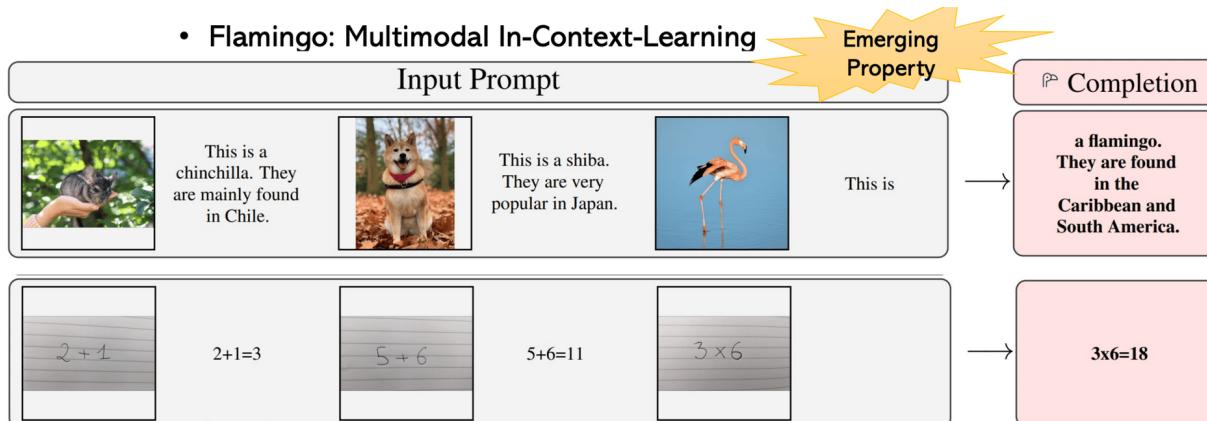 • Flamingo: Multimodal In-Context-Learning
Emerging
Property
Input Prompt
Completion
This is a
chinchilla. They
are mainly found
in Chile.
This is a shiba.
They are very
popular in Japan.
This is
a flamingo.
They are found
in the
Caribbean and
South America.
2+1
2+1=3
5+6
5+6=11
3×6
3x6=18